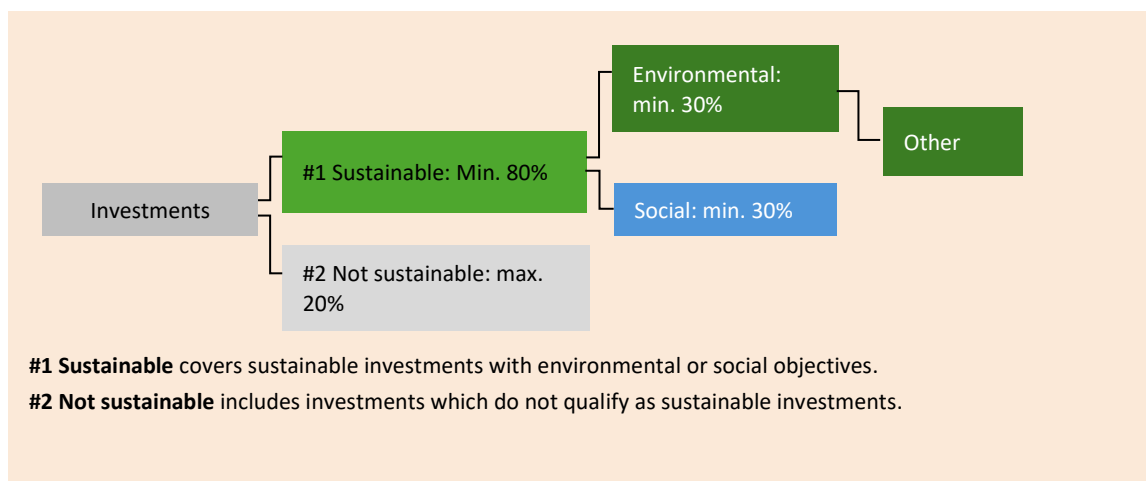 Environmental:
min. 30%
Other
#1 Sustainable: Min. 80%
Investments
Social: min. 30%
#2 Not sustainable: max.
20%
#1 Sustainable covers sustainable investments with environmental or social objectives.
#2 Not sustainable includes investments which do not qualify as sustainable investments.